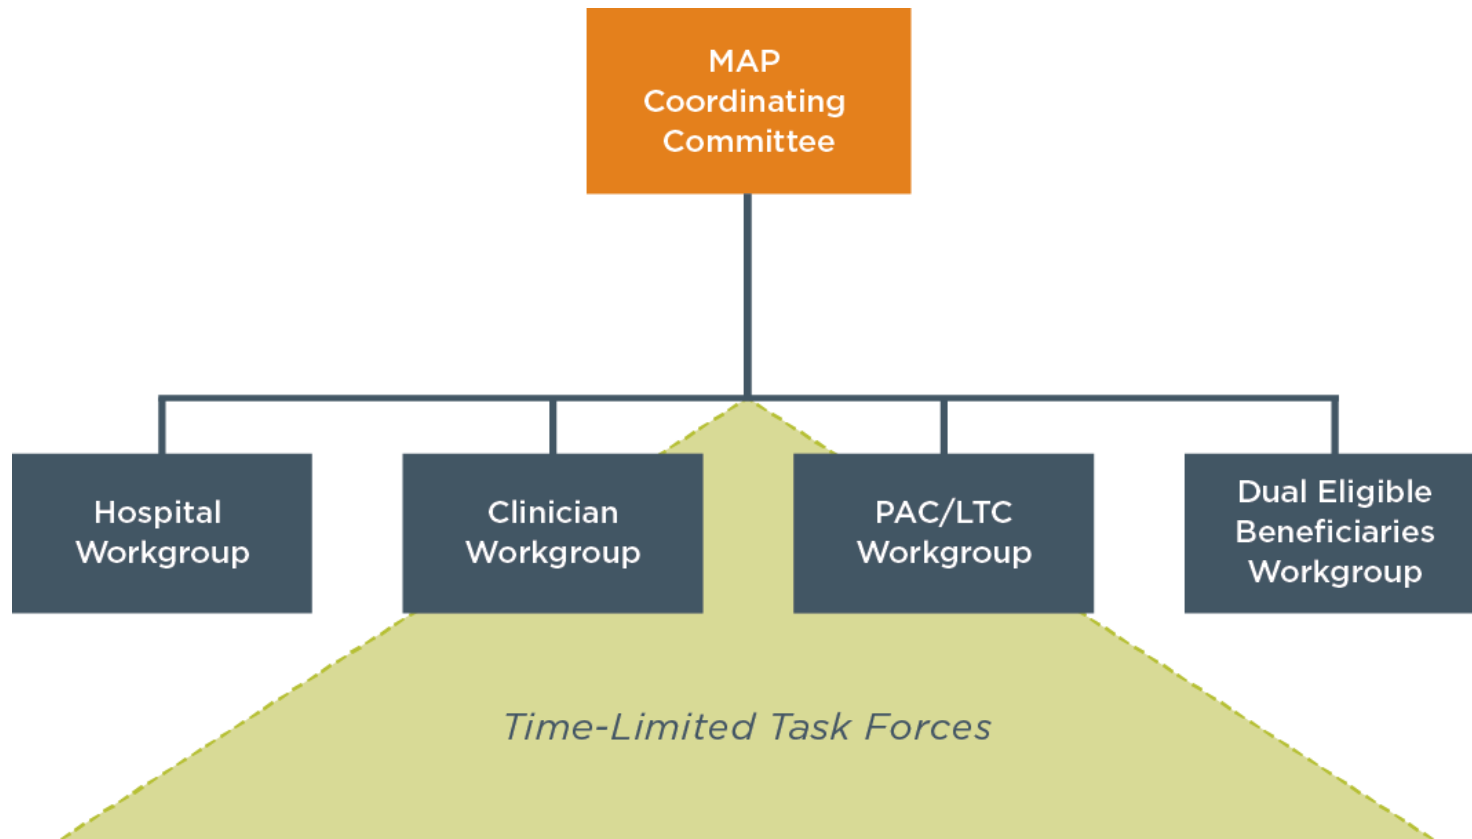 MAP
Coordinating
Committee
Hospital
Workgroup
Clinician
Workgroup
PAC/LTC
Workgroup
Dual Eligible
Beneficiaries
Workgroup
Time-Limited Task Forces